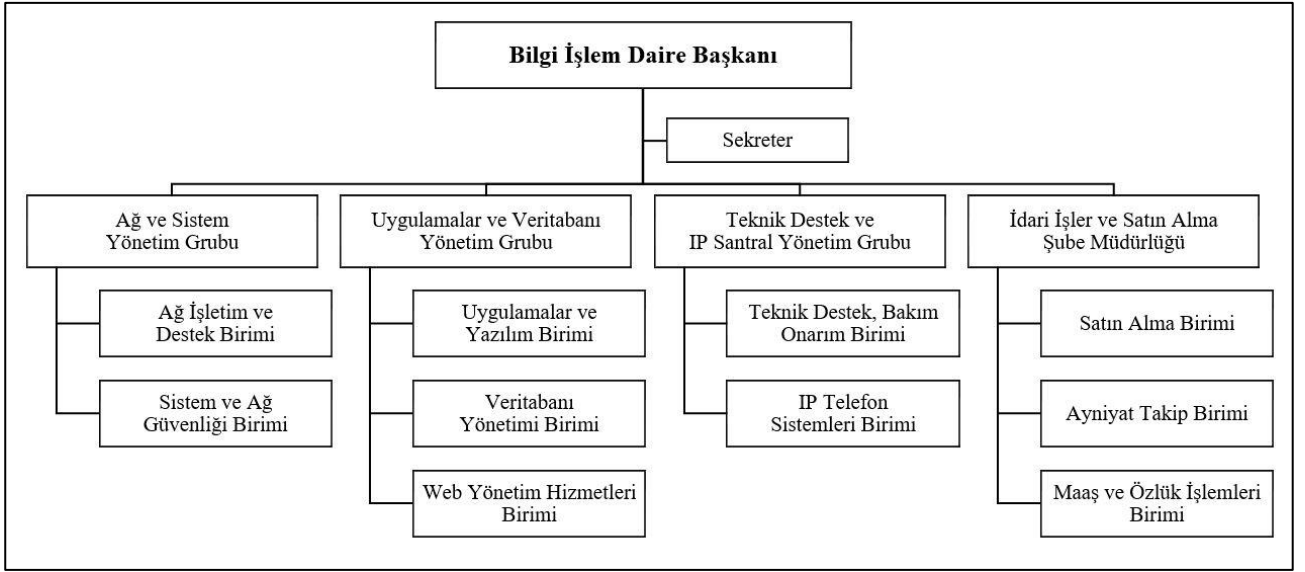 Bilgi İşlem Daire Başkanı
Sekreter
Ağ ve Sistem
Yönetim Grubu
Ağ İşletim ve
Destek Birimi
Sistem ve Ağ
Güvenliği Birimi
Uygulamalar ve Veritabanı
Yönetim Grubu
Uygulamalar ve
Yazılım Birimi
Veritabanı
Yönetimi Birimi
Web Yönetim Hizmetleri
Birimi
Teknik Destek ve
IP Santral Yönetim Grubu
Teknik Destek, Bakım
Onarım Birimi
IP Telefon
Sistemleri Birimi
İdari İşler ve Satın Alma
Şube Müdürlüğü
Satın Alma Birimi
Ayniyat Takip Birimi
Maaş ve Özlük İşlemleri
Birimi